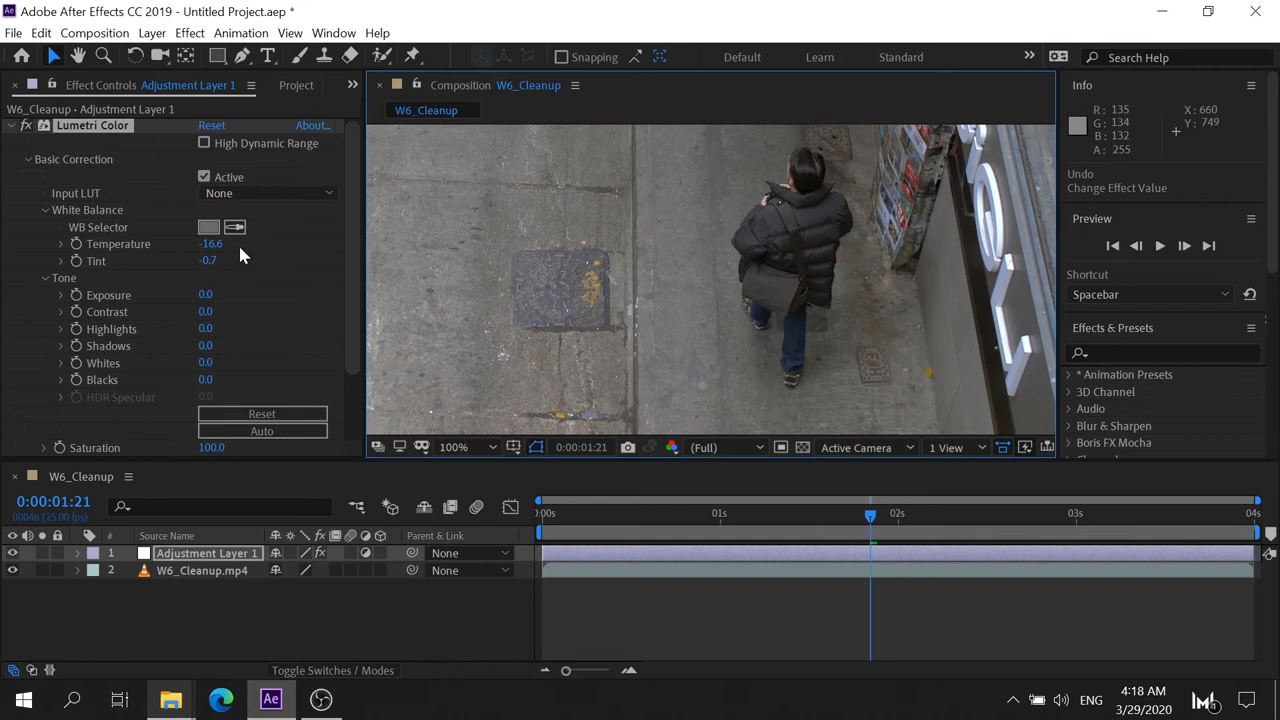 Adobe After Effects CC 2019 - Untitled Project.aep *
File Edit Composition Layer Effect Animation View Window Help
Snapping Default Learn Standard » Search Help
Effect Controls Adjustment Layer 1 Project »
Composition W6_Cleanup
Info
W6_Cleanup • Adjustment Layer 1
W6_Cleanup
R: 135 X: 660
G: 134 Y: 749
B: 132
A: 255
fx Lumetri Color Reset About...
High Dynamic Range
Basic Correction
Active
Input LUT None
White Balance
WB Selector
Temperature -16.6
Tint -0.7
Tone
Exposure 0.0
Contrast 0.0
Highlights 0.0
Shadows 0.0
Whites 0.0
Blacks 0.0
HDR Specular 0.0
Reset
Auto
Saturation 100.0
Undo
Change Effect Value
Preview
Shortcut
Spacebar
Effects & Presets
* Animation Presets
3D Channel
Audio
Blur & Sharpen
Boris FX Mocha
100% 0:00:01:21 (Full) Active Camera 1 View
W6_Cleanup
0:00:01:21
00046 (25.00 fps)
:00s 01s 02s 03s 04s
# Source Name fx Parent & Link
1 Adjustment Layer 1 fx None
2 W6_Cleanup.mp4 None
Toggle Switches / Modes
ENG
4:18 AM
3/29/2020
1